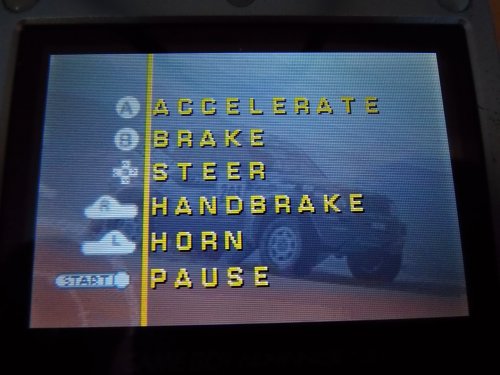 A ACCELERATE
B BRAKE
STEER
R HANDBRAKE
L HORN
START PAUSE